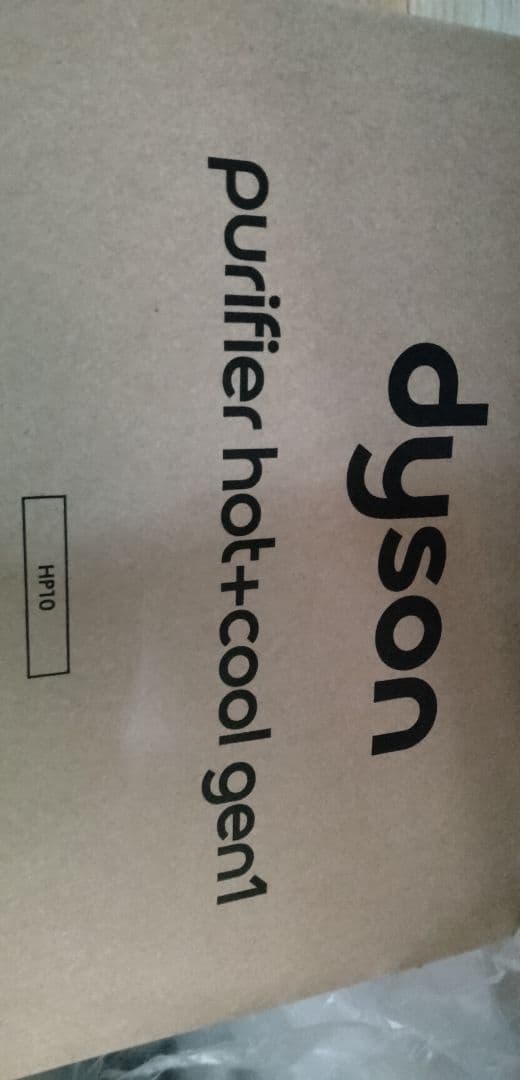 dyson
purifier hot+cool gen1
HP10